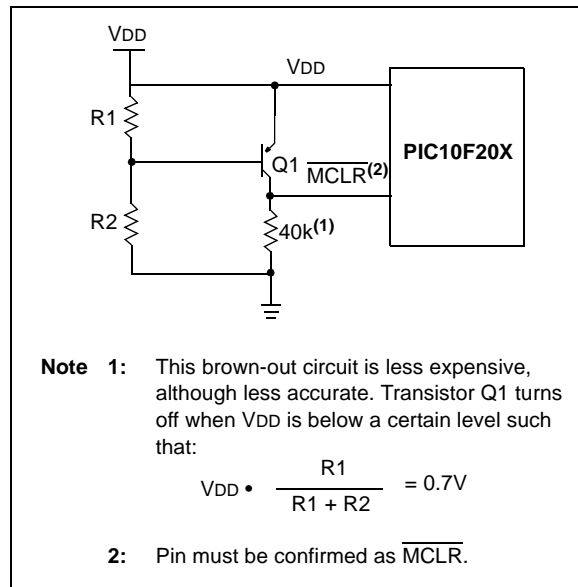 VDD
VDD
R1
PIC10F20X
Q1
MCLR(2)
R2
40k(1)
Note 1: This brown-out circuit is less expensive,
although less accurate. Transistor Q1 turns
off when VDD is below a certain level such
that:
VDD • R1 / R1 + R2 = 0.7V
2: Pin must be confirmed as MCLR.